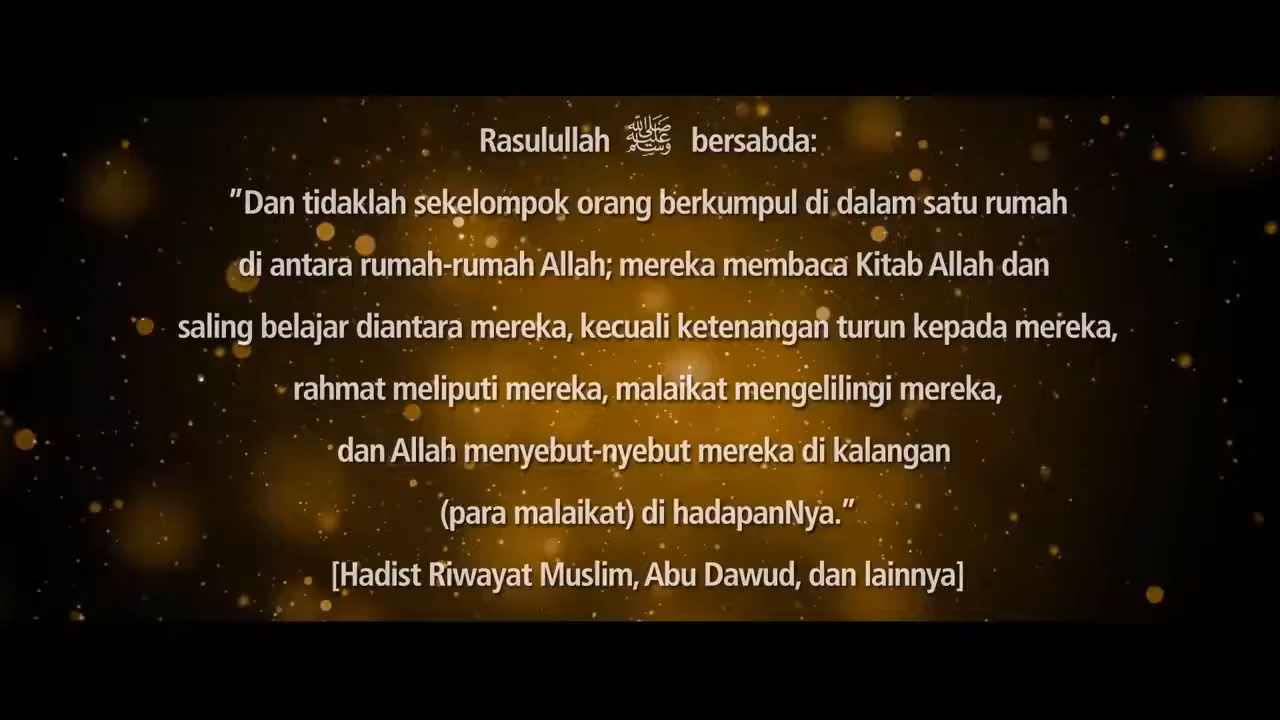 Rasulullah ﷺ bersabda:
"Dan tidaklah sekelompok orang berkumpul di dalam satu rumah
di antara rumah-rumah Allah; mereka membaca Kitab Allah dan
saling belajar diantara mereka, kecuali ketenangan turun kepada mereka,
rahmat meliputi mereka, malaikat mengelilingi mereka,
dan Allah menyebut-nyebut mereka di kalangan
(para malaikat) di hadapanNya."
[Hadist Riwayat Muslim, Abu Dawud, dan lainnya]